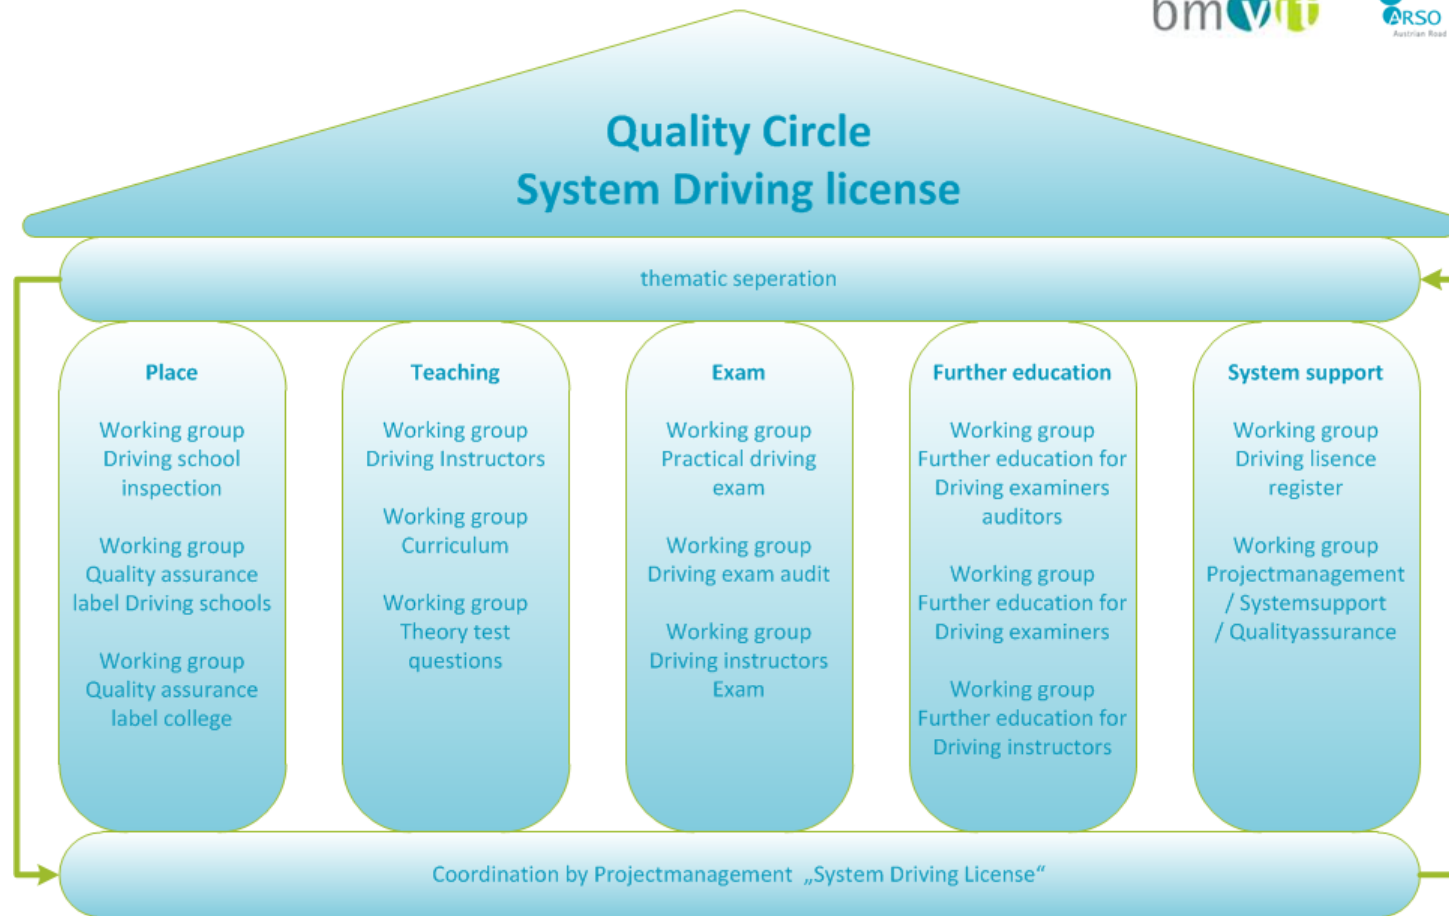 bmvit
ARSO
Austrian Road
Quality Circle
System Driving license
thematic seperation
Place
Working group
Driving school
inspection
Working group
Quality assurance
label Driving schools
Working group
Quality assurance
label college
Teaching
Working group
Driving Instructors
Working group
Curriculum
Working group
Theory test
questions
Exam
Working group
Practical driving
exam
Working group
Driving exam audit
Working group
Driving instructors
Exam
Further education
Working group
Further education for
Driving examiners
auditors
Working group
Further education for
Driving examiners
Working group
Further education for
Driving instructors
System support
Working group
Driving lisence
register
Working group
Projectmanagement
/ Systemsupport
/ Qualityassurance
Coordination by Projectmanagement „System Driving License“